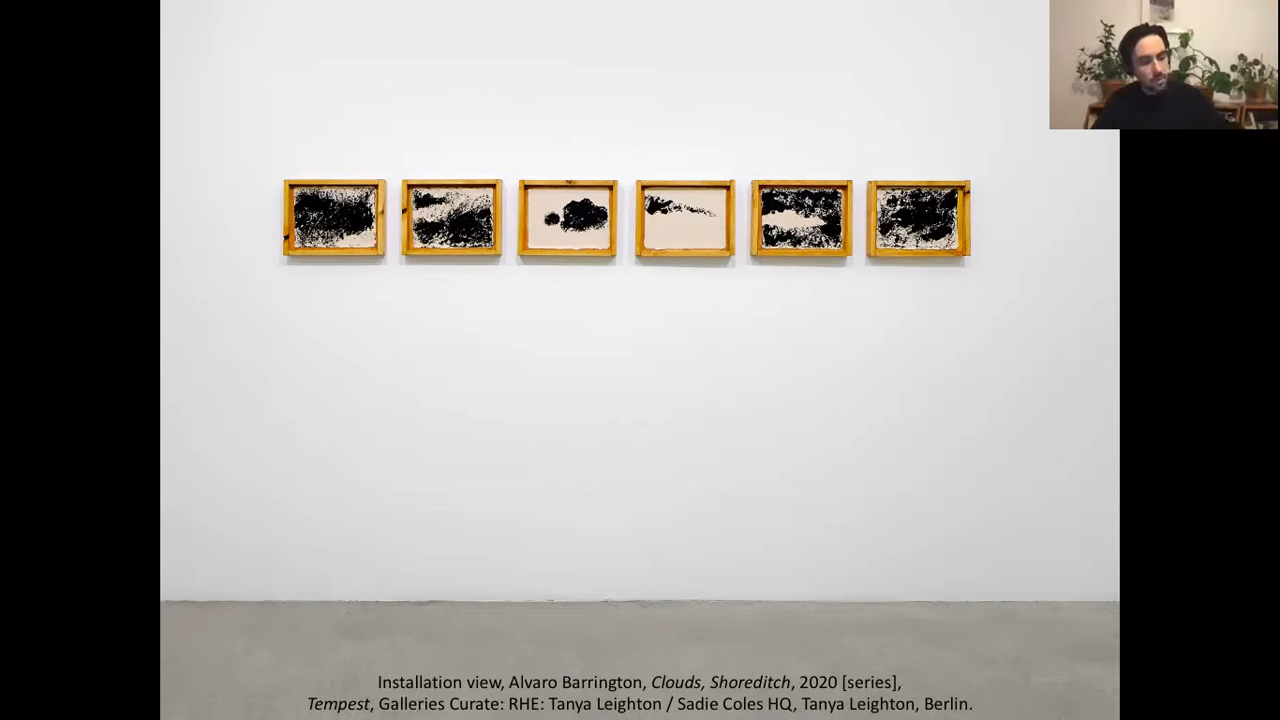 Installation view, Alvaro Barrington, Clouds, Shoreditch, 2020 [series],
Tempest, Galleries Curate: RHE: Tanya Leighton / Sadie Coles HQ, Tanya Leighton, Berlin.